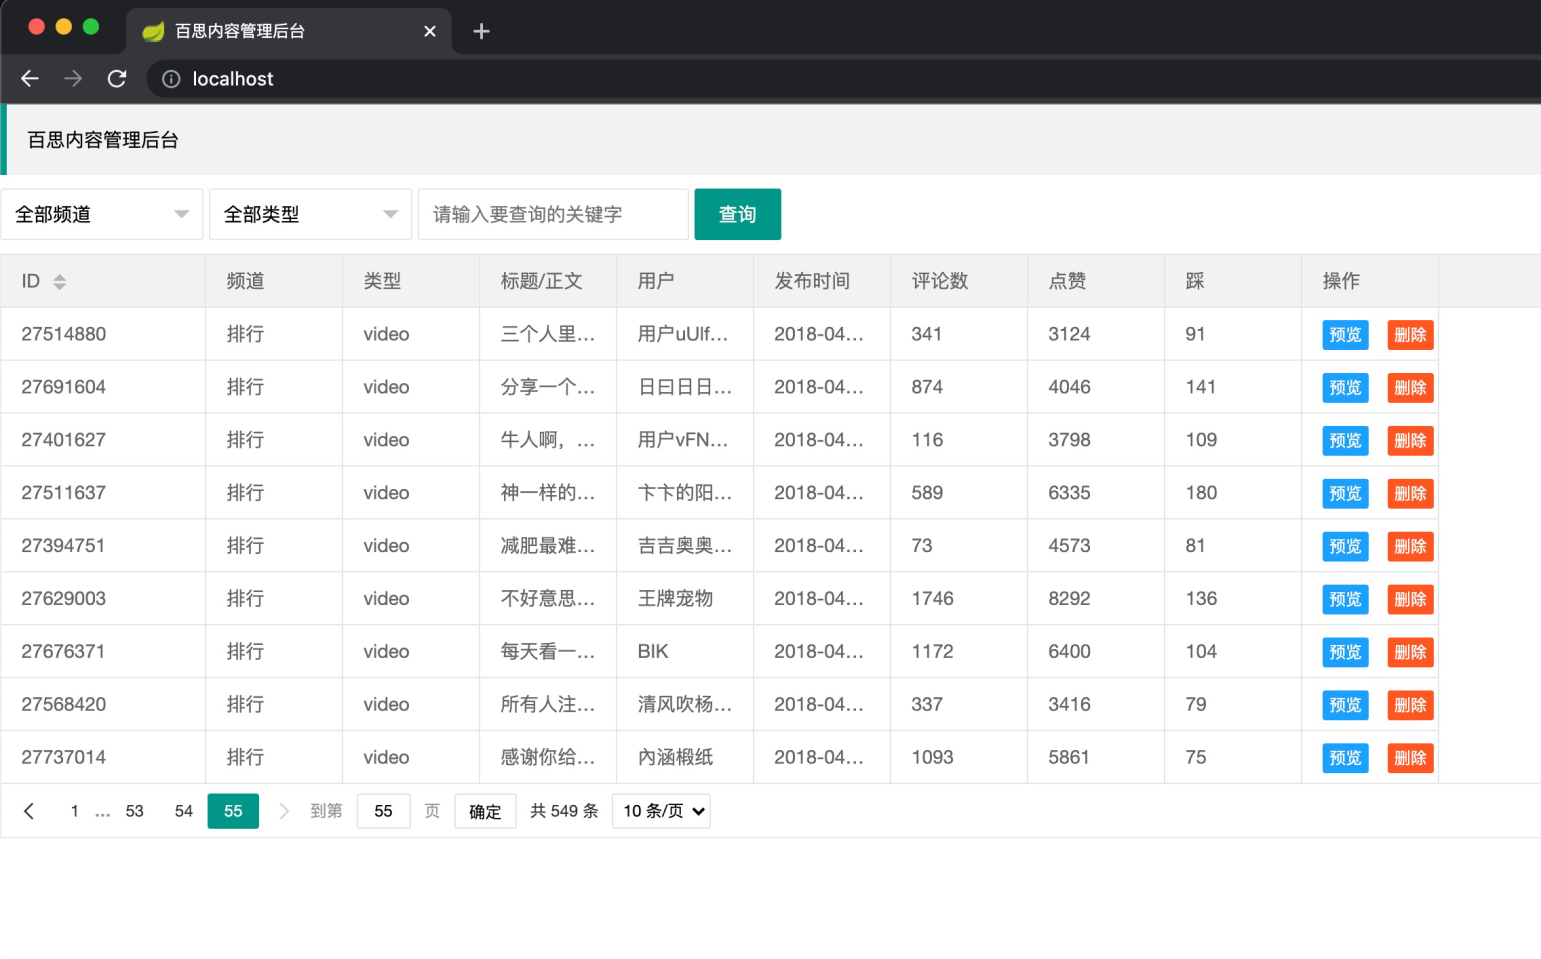 百思内容管理后台
localhost
百思内容管理后台
全部频道 全部类型 请输入要查询的关键字 查询
ID 频道 类型 标题/正文 用户 发布时间 评论数 点赞 踩 操作
27514880 排行 video 三个人里... 用户uUlf... 2018-04... 341 3124 91 预览 删除
27691604 排行 video 分享一个... 日曰日日... 2018-04... 874 4046 141 预览 删除
27401627 排行 video 牛人啊，... 用户vFN... 2018-04... 116 3798 109 预览 删除
27511637 排行 video 神一样的... 卞卞的阳... 2018-04... 589 6335 180 预览 删除
27394751 排行 video 减肥最难... 吉吉奥奥... 2018-04... 73 4573 81 预览 删除
27629003 排行 video 不好意思... 王牌宠物 2018-04... 1746 8292 136 预览 删除
27676371 排行 video 每天看一... BIK 2018-04... 1172 6400 104 预览 删除
27568420 排行 video 所有人注... 清风吹杨... 2018-04... 337 3416 79 预览 删除
27737014 排行 video 感谢你给... 内涵椴纸 2018-04... 1093 5861 75 预览 删除
1 ... 53 54 55 到第 55 页 确定 共 549 条 10 条/页